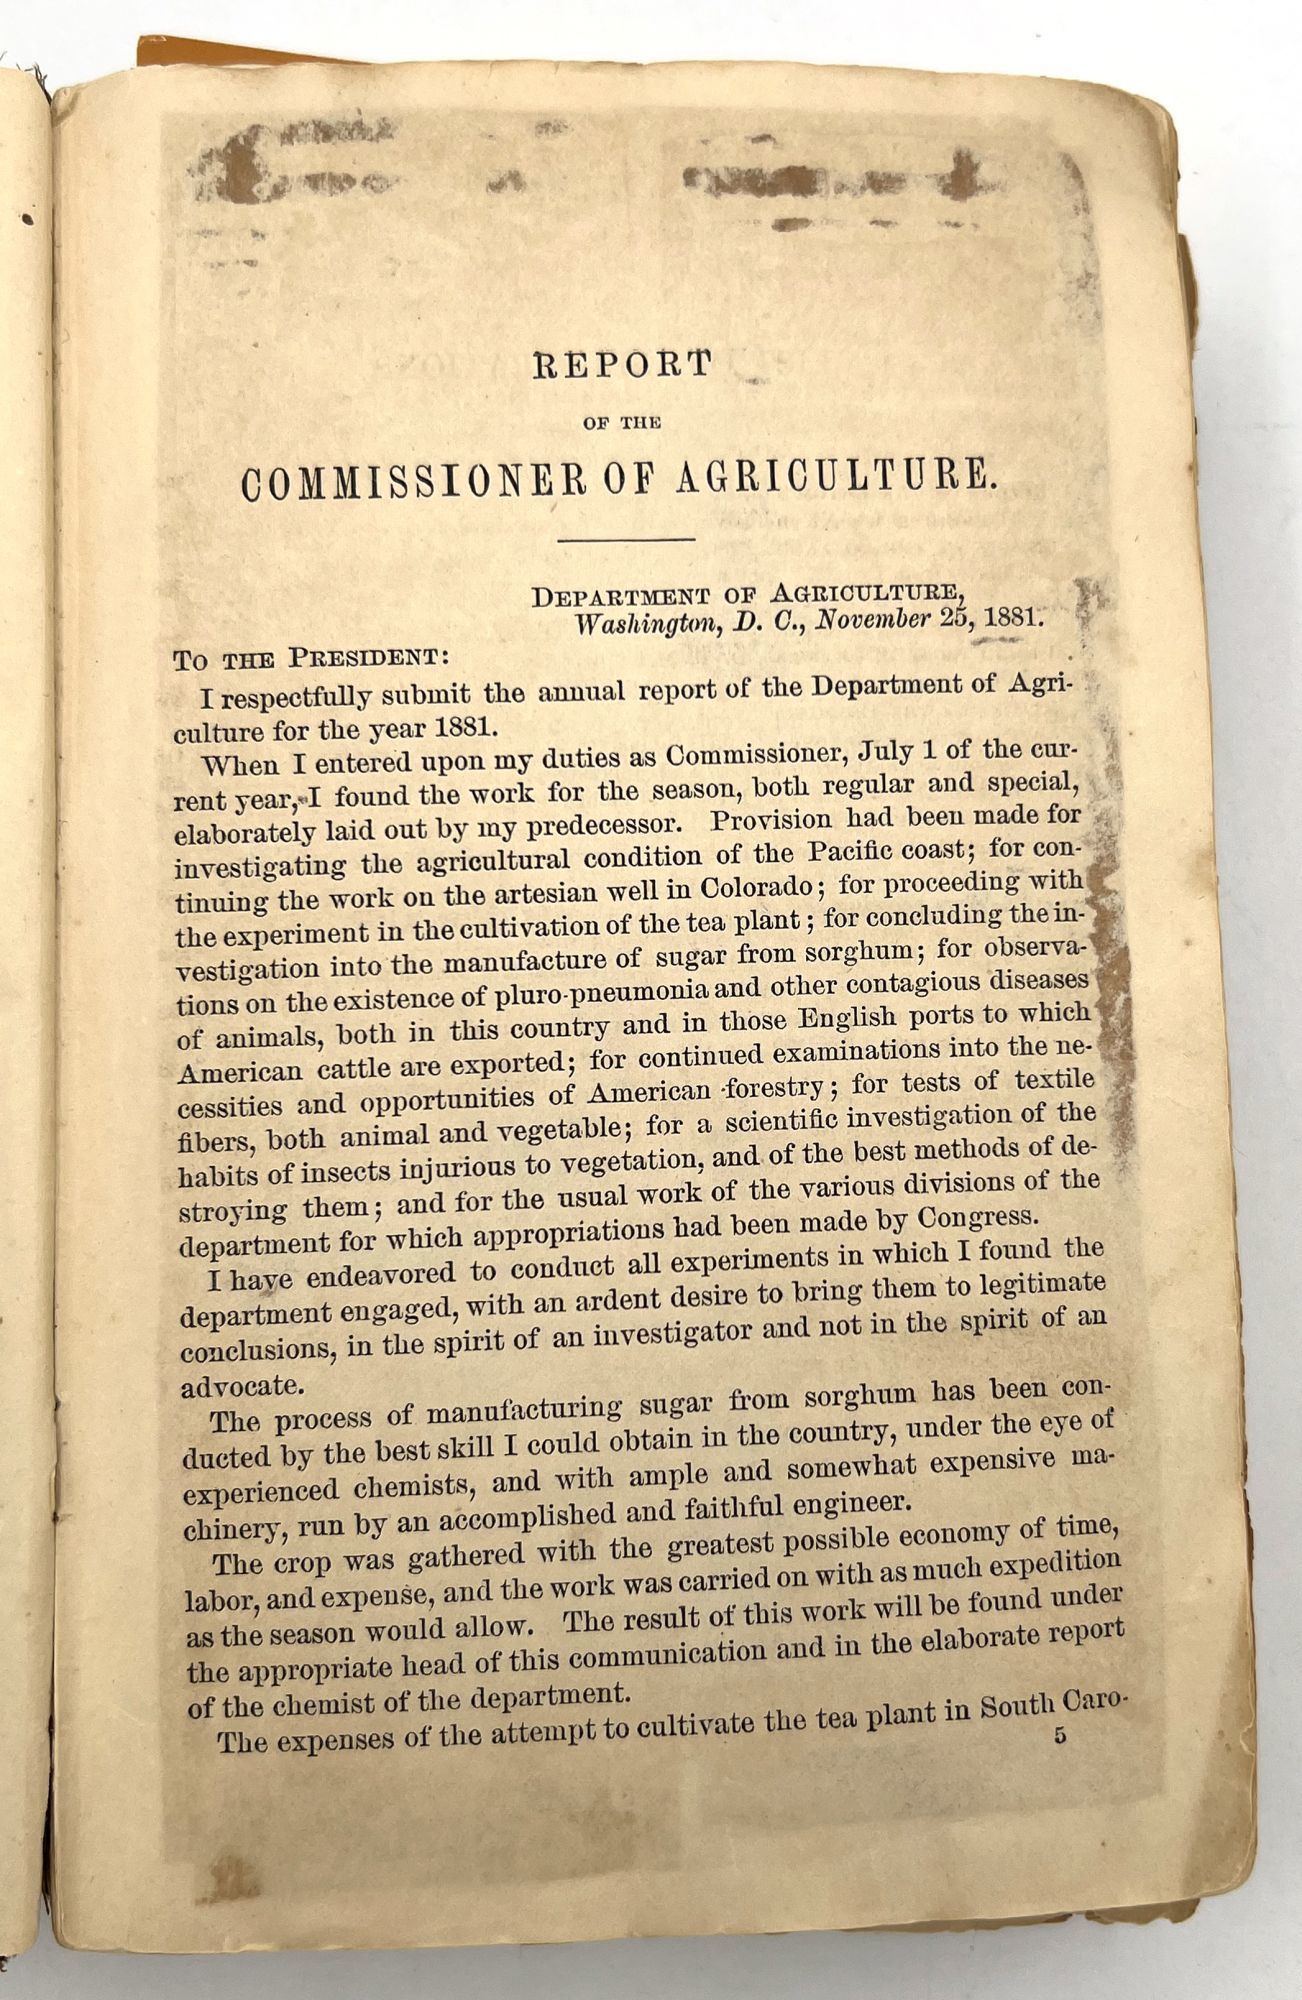 REPORT
OF THE
COMMISSIONER OF AGRICULTURE.
DEPARTMENT OF AGRICULTURE,
Washington, D. C., November 25, 1881.
TO THE PRESIDENT:
I respectfully submit the annual report of the Department of Agri-
culture for the year 1881.
When I entered upon my duties as Commissioner, July 1 of the cur-
rent year, I found the work for the season, both regular and special,
elaborately laid out by my predecessor. Provision had been made for
investigating the agricultural condition of the Pacific coast; for con-
tinuing the work on the artesian well in Colorado; for proceeding with
the experiment in the cultivation of the tea plant; for concluding the in-
vestigation into the manufacture of sugar from sorghum; for observa-
tions on the existence of pluro-pneumonia and other contagious diseases
of animals, both in this country and in those English ports to which
American cattle are exported; for continued examinations into the ne-
cessities and opportunities of American forestry; for tests of textile
fibers, both animal and vegetable; for a scientific investigation of the
habits of insects injurious to vegetation, and of the best methods of de-
stroying them; and for the usual work of the various divisions of the
department for which appropriations had been made by Congress.
I have endeavored to conduct all experiments in which I found the
department engaged, with an ardent desire to bring them to legitimate
conclusions, in the spirit of an investigator and not in the spirit of an
advocate.
The process of manufacturing sugar from sorghum has been con-
ducted by the best skill I could obtain in the country, under the eye of
experienced chemists, and with ample and somewhat expensive ma-
chinery, run by an accomplished and faithful engineer.
The crop was gathered with the greatest possible economy of time,
labor, and expense, and the work was carried on with as much expedition
as the season would allow. The result of this work will be found under
the appropriate head of this communication and in the elaborate report
of the chemist of the department.
The expenses of the attempt to cultivate the tea plant in South Caro-
5